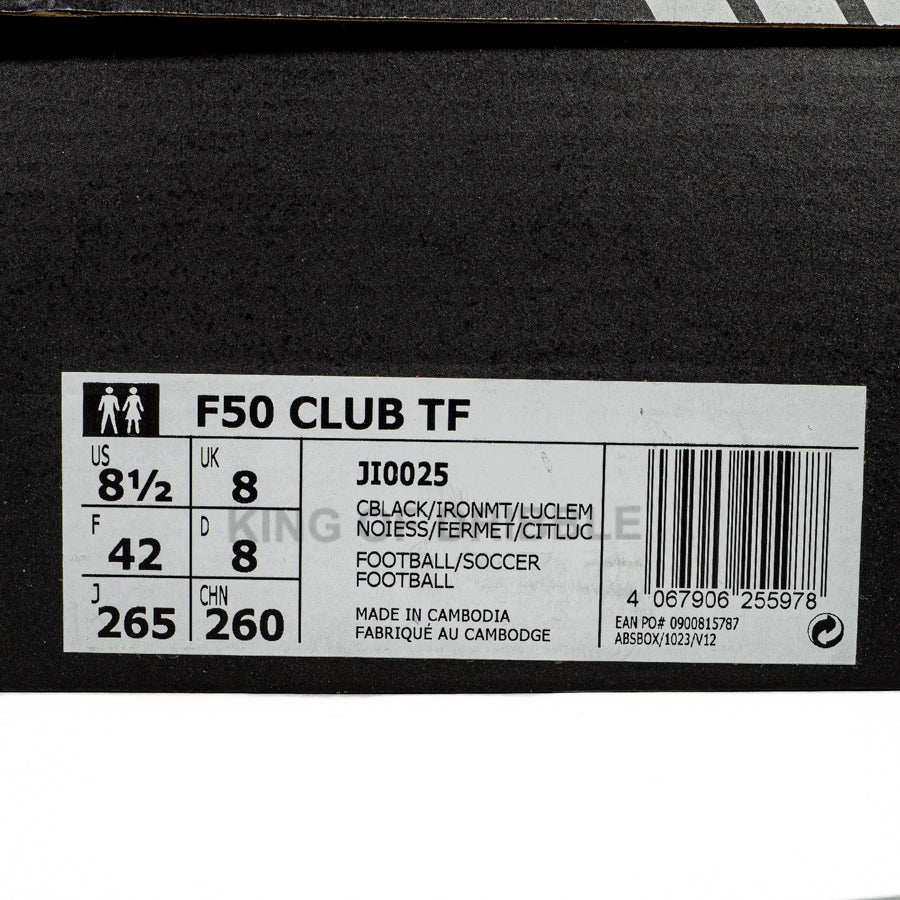 F50 CLUB TF
US 8½
UK 8
F 42
D 8
J 265
CHN 260
JI0025
CBLACK/IRONMT/LUCLEM
NOIESS/FERMET/CITLUC
FOOTBALL/SOCCER
FOOTBALL
MADE IN CAMBODIA
FABRIQUÉ AU CAMBODGE
4 067906 255978
EAN PO# 0900815787
ABSBOX/1023/V12
KING OF